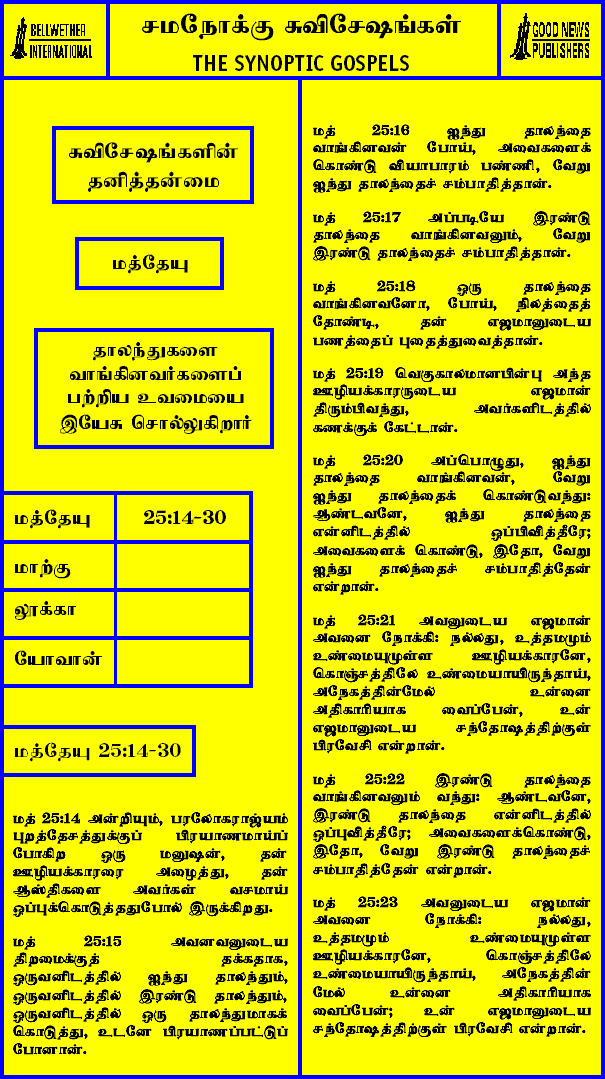 BELLWETHER
INTERNATIONAL
சமநோக்கு சுவிசேஷங்கள்
THE SYNOPTIC GOSPELS
GOOD NEWS
PUBLISHERS
சுவிசேஷங்களின்
தனித்தன்மை
மத்தேயு
தாலந்துகளை
வாங்கினவர்களைப்
பற்றிய உவமையை
இயேசு சொல்லுகிறார்
மத்தேயு 25:14-30
மாற்கு
லூக்கா
யோவான்
மத்தேயு 25:14-30
மத் 25:14 அன்றியும், பரலோகராஜ்யம்
புறத்தேசத்துக்குப் பிரயாணமாய்ப்
போகிற ஒரு மனுஷன், தன்
ஊழியக்காரரை அழைத்து, தன்
ஆஸ்திகளை அவர்கள் வசமாய்
ஒப்புக்கொடுத்ததுபோல் இருக்கிறது.
மத் 25:15 அவனவனுடைய
திறமைக்குத் தக்கதாக,
ஒருவனிடத்தில் ஐந்து தாலந்தும்,
ஒருவனிடத்தில் இரண்டு தாலந்தும்,
ஒருவனிடத்தில் ஒரு தாலந்துமாகக்
கொடுத்து, உடனே பிரயாணப்பட்டுப்
போனான்.
மத் 25:16 ஐந்து தாலந்தை
வாங்கினவன் போய், அவைகளைக்
கொண்டு வியாபாரம் பண்ணி, வேறு
ஐந்து தாலந்தைச் சம்பாதித்தான்.
மத் 25:17 அப்படியே இரண்டு
தாலந்தை வாங்கினவனும், வேறு
இரண்டு தாலந்தைச் சம்பாதித்தான்.
மத் 25:18 ஒரு தாலந்தை
வாங்கினவனோ, போய், நிலத்தைத்
தோண்டி, தன் எஜமானுடைய
பணத்தைப் புதைத்துவைத்தான்.
மத் 25:19 வெகுகாலமானபின்பு அந்த
ஊழியக்காரருடைய எஜமான்
திரும்பிவந்து, அவர்களிடத்தில்
கணக்குக் கேட்டான்.
மத் 25:20 அப்பொழுது, ஐந்து
தாலந்தை வாங்கினவன், வேறு
ஐந்து தாலந்தைக் கொண்டுவந்து:
ஆண்டவனே, ஐந்து தாலந்தை
என்னிடத்தில் ஒப்பிவித்தீரே;
அவைகளைக் கொண்டு, இதோ, வேறு
ஐந்து தாலந்தைச் சம்பாதித்தேன்
என்றான்.
மத் 25:21 அவனுடைய எஜமான்
அவனை நோக்கி: நல்லது, உத்தமமும்
உண்மையுமுள்ள ஊழியக்காரனே,
கொஞ்சத்திலே உண்மையாயிருந்தாய்,
அநேகத்தின்மேல் உன்னை
அதிகாரியாக வைப்பேன், உன்
எஜமானுடைய சந்தோஷத்திற்குள்
பிரவேசி என்றான்.
மத் 25:22 இரண்டு தாலந்தை
வாங்கினவனும் வந்து: ஆண்டவனே,
இரண்டு தாலந்தை என்னிடத்தில்
ஒப்புவித்தீரே; அவைகளைக்கொண்டு,
இதோ, வேறு இரண்டு தாலந்தைச்
சம்பாதித்தேன் என்றான்.
மத் 25:23 அவனுடைய எஜமான்
அவனை நோக்கி: நல்லது,
உத்தமமும் உண்மையுமுள்ள
ஊழியக்காரனே, கொஞ்சத்திலே
உண்மையாயிருந்தாய், அநேகத்தின்
மேல் உன்னை அதிகாரியாக
வைப்பேன்; உன் எஜமானுடைய
சந்தோஷத்திற்குள் பிரவேசி என்றான்.